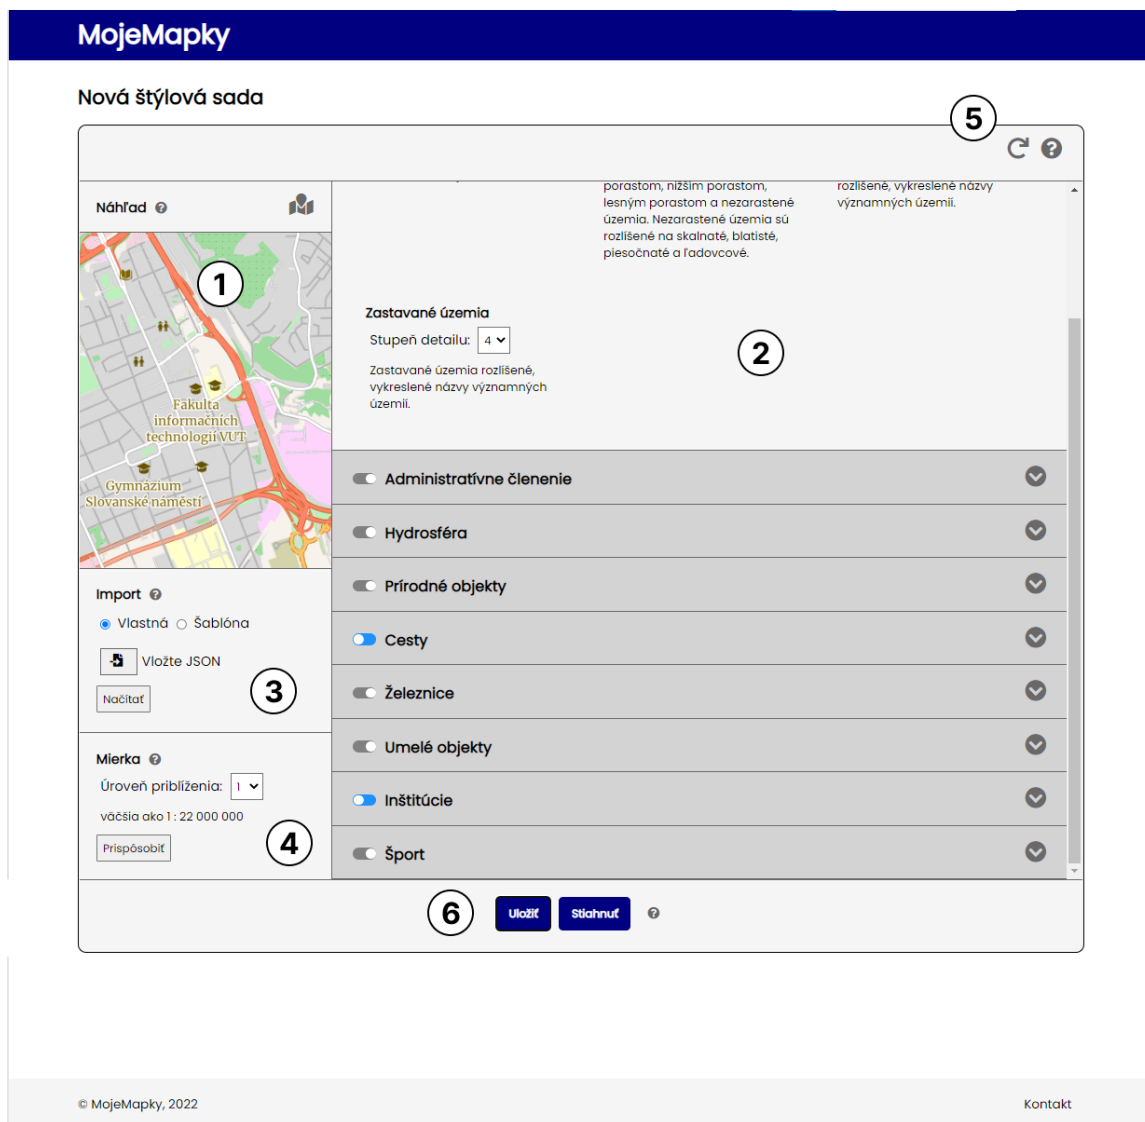 MojeMapky
Nová štýlová sada
5
Náhľad
1
Fakulta
informačních
technologií VUT
Gymnázium
Slovanské náměstí
porastom, nižším porastom,
lesným porastom a nezarastené
územia. Nezarastené územia sú
rozlíšené na skalnaté, blatisté,
piesočnaté a ľadovcové.
rozlíšené, vykreslené názvy
významných území.
Zastavané územia
Stupeň detailu: 4
Zastavané územia rozlíšené,
vykreslené názvy významných
území.
2
Administratívne členenie
Hydrosféra
Prírodné objekty
Cesty
Železnice
Umelé objekty
Inštitúcie
Šport
Import
Vlastná Šablóna
Vložte JSON
Načítať
3
Mierka
Úroveň priblíženia: 1
väčšia ako 1 : 22 000 000
Prispôsobiť
4
6
Uložiť Stiahnuť
© MojeMapky, 2022
Kontakt